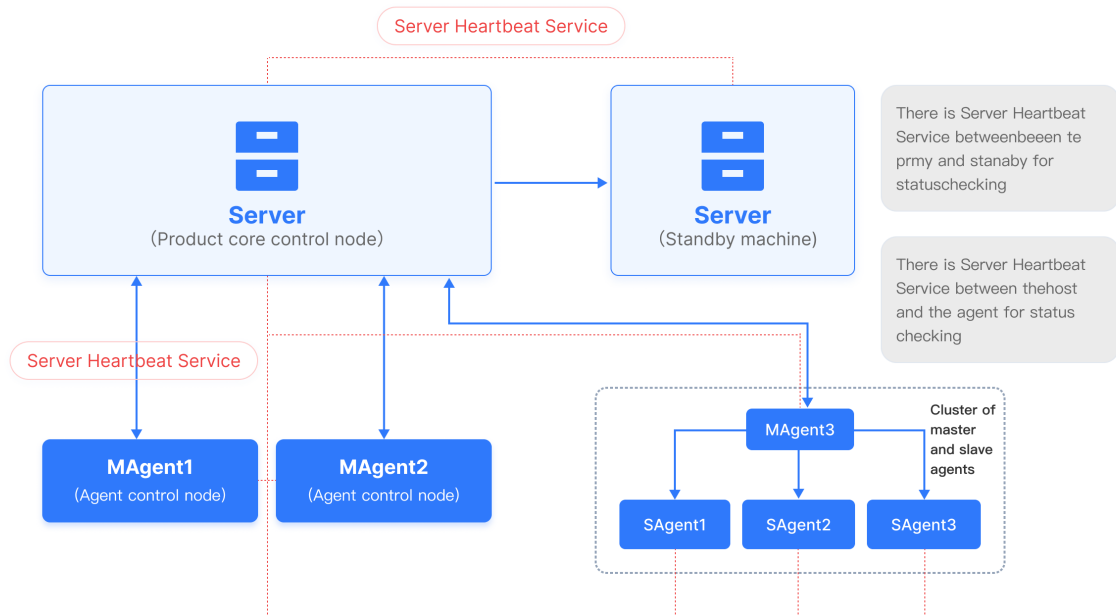 Server Heartbeat Service
Server
(Product core control node)
Server
(Standby machine)
There is Server Heartbeat
Service betweenbeeen te
prmy and stanaby for
statuschecking
There is Server Heartbeat
Service between thehost
and the agent for status
checking
Server Heartbeat Service
MAgent1
(Agent control node)
MAgent2
(Agent control node)
MAgent3
Cluster of
master
and slave
agents
SAgent1
SAgent2
SAgent3